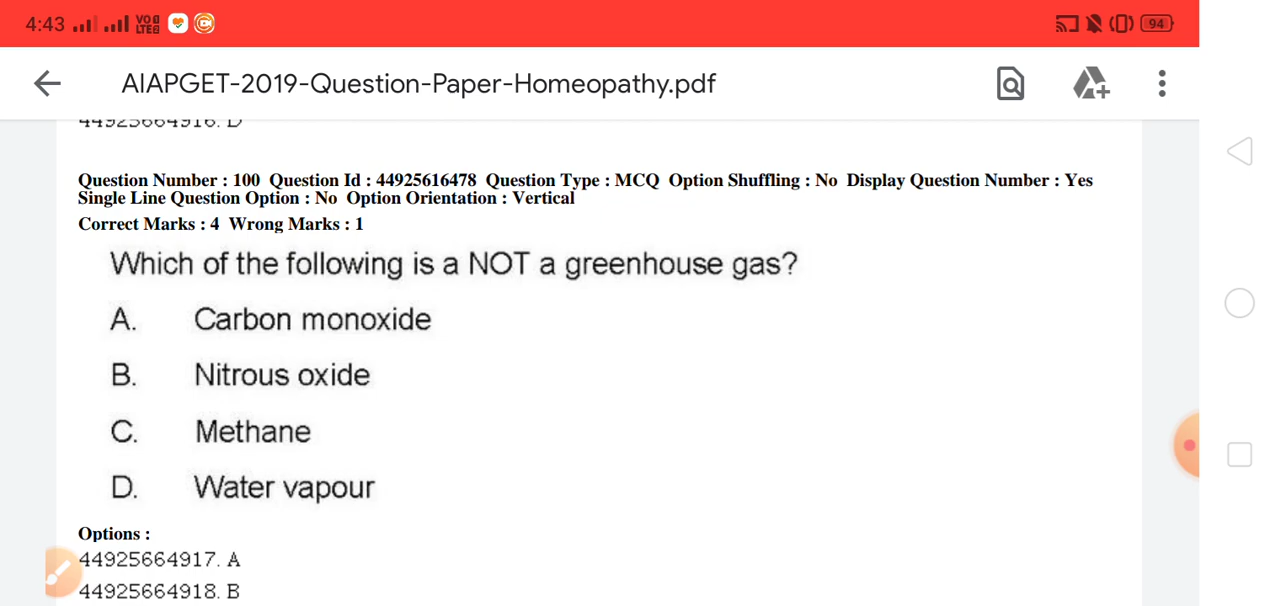 4:43 VoB LTEB 94
AIAPGET-2019-Question-Paper-Homeopathy.pdf
44925664916. D
Question Number : 100 Question Id : 44925616478 Question Type : MCQ Option Shuffling : No Display Question Number : Yes
Single Line Question Option : No Option Orientation : Vertical
Correct Marks : 4 Wrong Marks : 1
Which of the following is a NOT a greenhouse gas?
A. Carbon monoxide
B. Nitrous oxide
C. Methane
D. Water vapour
Options :
44925664917. A
44925664918. B